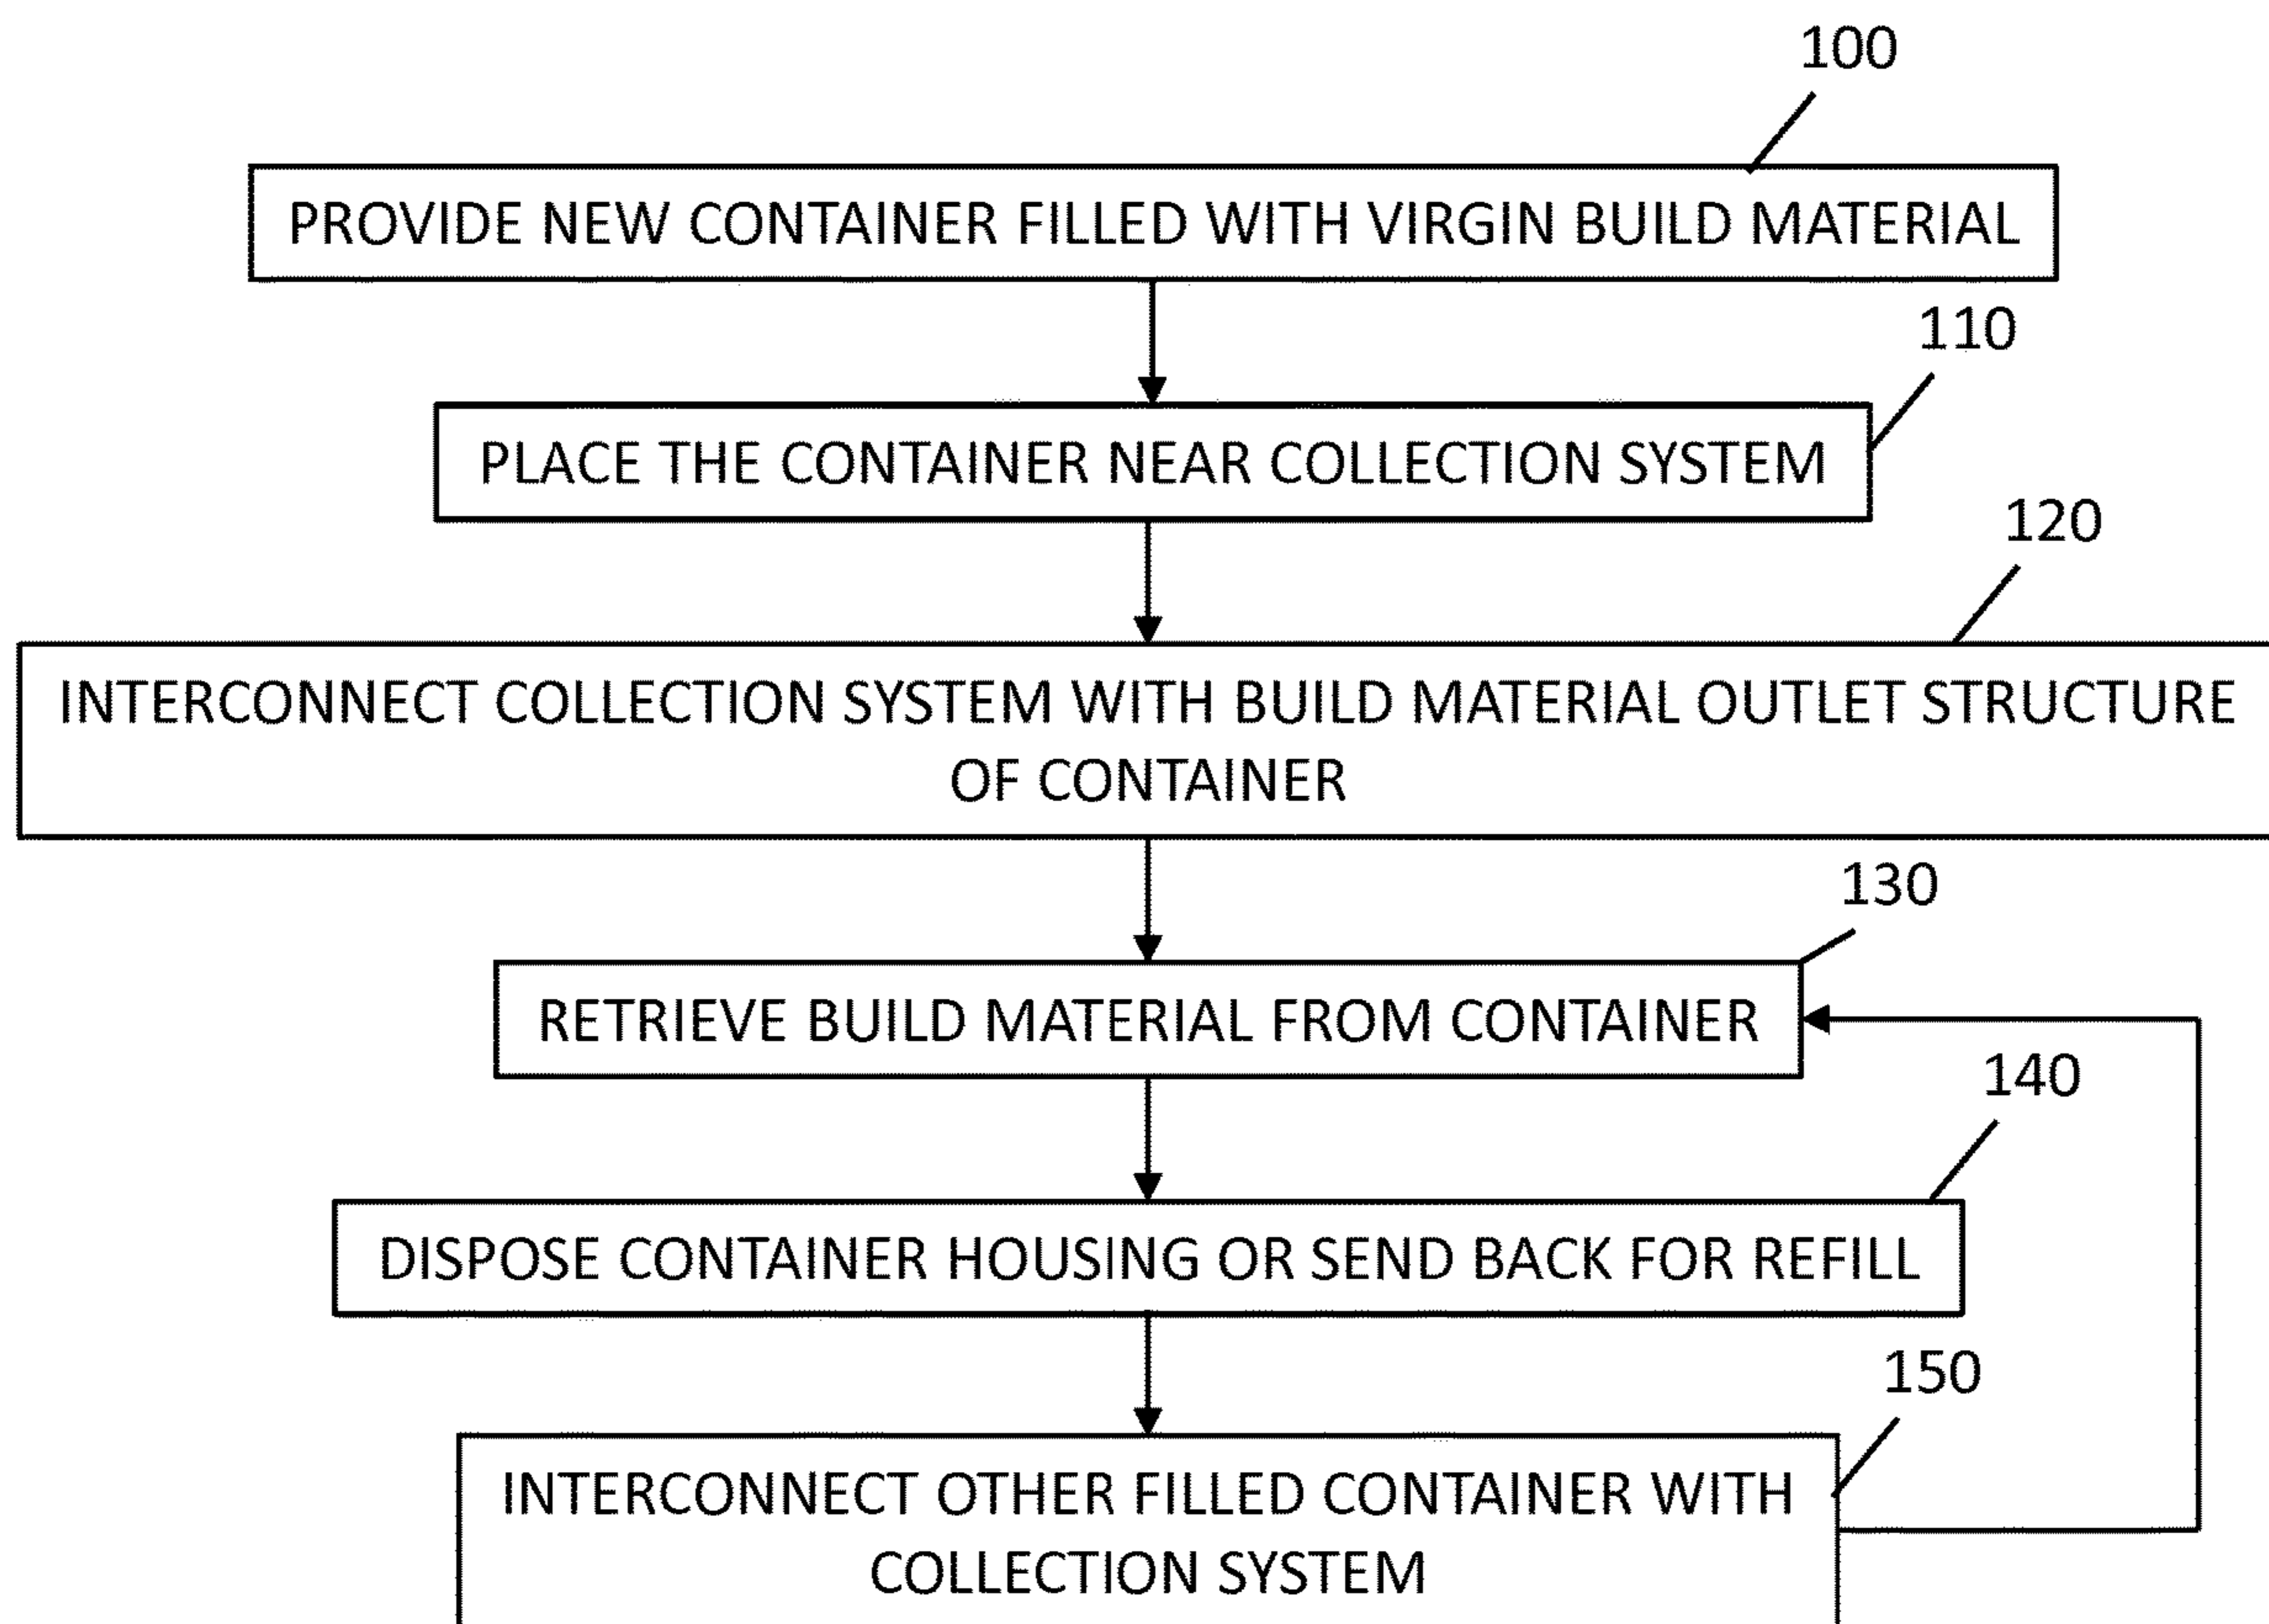 100
PROVIDE NEW CONTAINER FILLED WITH VIRGIN BUILD MATERIAL
110
PLACE THE CONTAINER NEAR COLLECTION SYSTEM
120
INTERCONNECT COLLECTION SYSTEM WITH BUILD MATERIAL OUTLET STRUCTURE
OF CONTAINER
130
RETRIEVE BUILD MATERIAL FROM CONTAINER
140
DISPOSE CONTAINER HOUSING OR SEND BACK FOR REFILL
150
INTERCONNECT OTHER FILLED CONTAINER WITH
COLLECTION SYSTEM